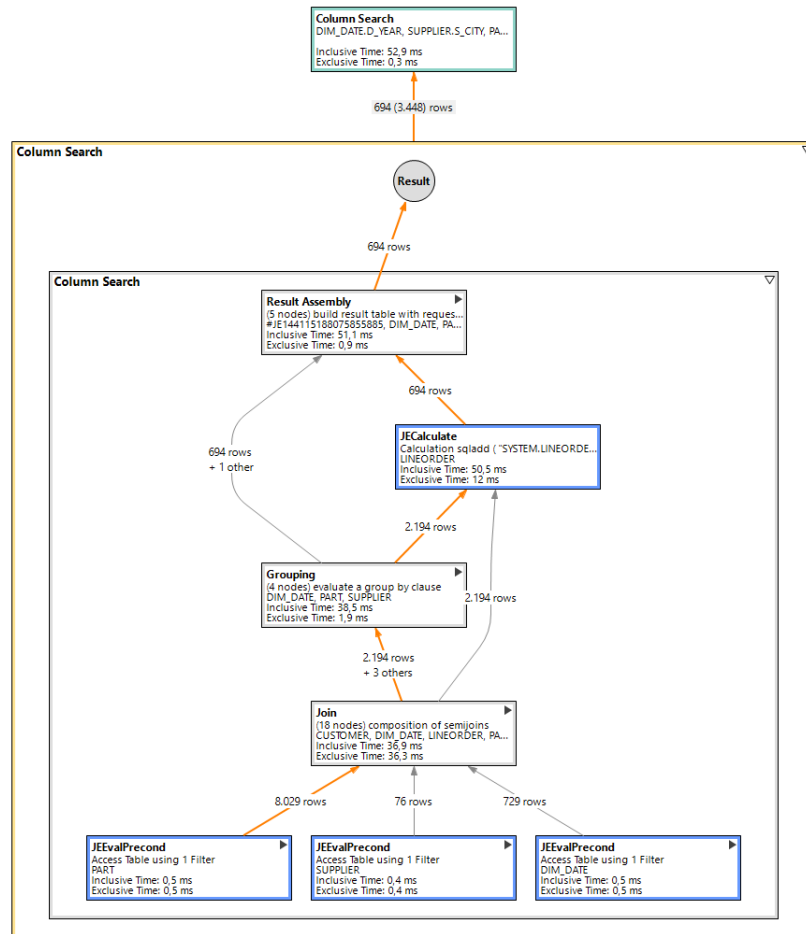 Column Search
DIM_DATE.D_YEAR, SUPPLIER.S_CITY, PA...
Inclusive Time: 52,9 ms
Exclusive Time: 0,3 ms
694 (3.448) rows
Column Search
Result
694 rows
Column Search
Result Assembly
(5 nodes) build result table with reques...
#JE144115188075855885, DIM_DATE, PA...
Inclusive Time: 51,1 ms
Exclusive Time: 0,9 ms
694 rows
694 rows
+ 1 other
JECalculate
Calculation sqladd ( "SYSTEM.LINEORDE...
LINEORDER
Inclusive Time: 50,5 ms
Exclusive Time: 12 ms
2.194 rows
Grouping
(4 nodes) evaluate a group by clause
DIM_DATE, PART, SUPPLIER
Inclusive Time: 38,5 ms
Exclusive Time: 1,9 ms
2.194 rows
2.194 rows
+ 3 others
Join
(18 nodes) composition of semijoins
CUSTOMER, DIM_DATE, LINEORDER, PA...
Inclusive Time: 36,9 ms
Exclusive Time: 36,3 ms
8.029 rows
76 rows
729 rows
JEEvalPrecond
Access Table using 1 Filter
PART
Inclusive Time: 0,5 ms
Exclusive Time: 0,5 ms
JEEvalPrecond
Access Table using 1 Filter
SUPPLIER
Inclusive Time: 0,4 ms
Exclusive Time: 0,4 ms
JEEvalPrecond
Access Table using 1 Filter
DIM_DATE
Inclusive Time: 0,5 ms
Exclusive Time: 0,5 ms